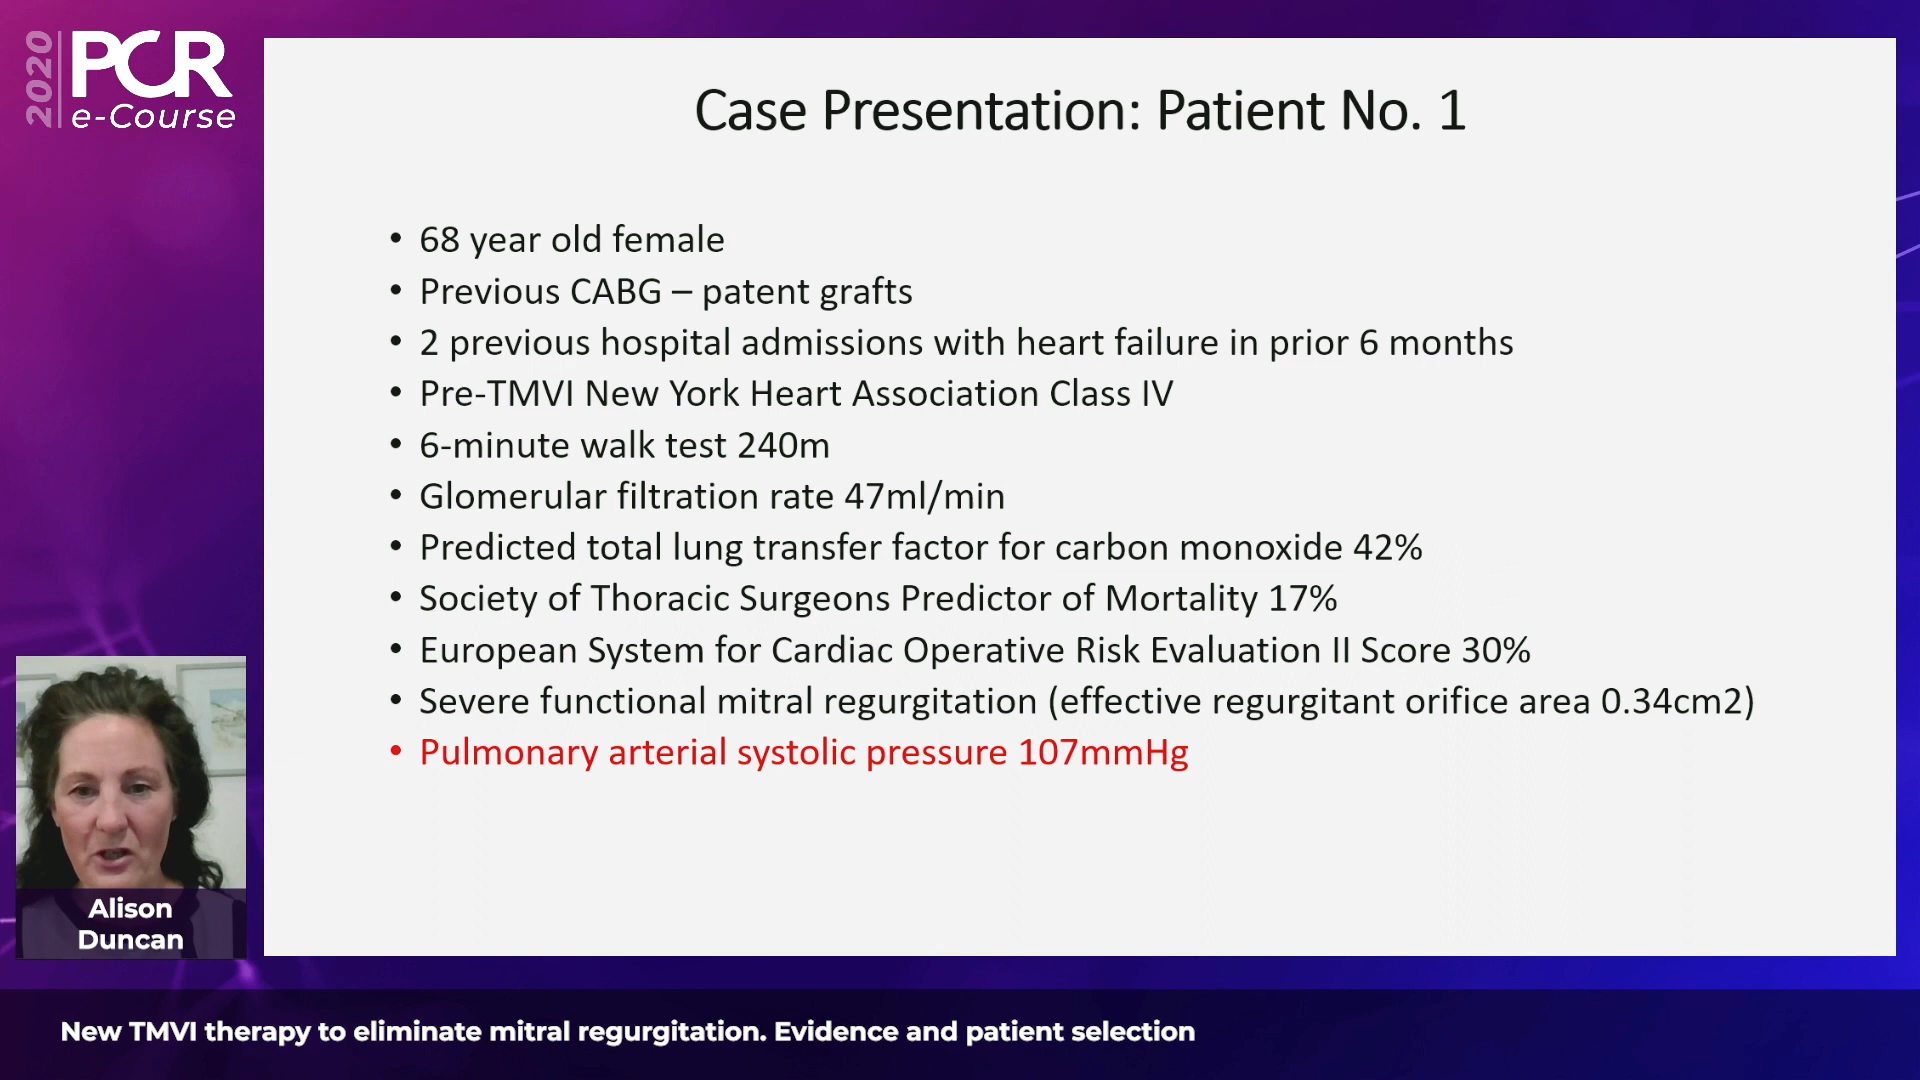 2020
PCR
e-Course
Case Presentation: Patient No. 1
• 68 year old female
• Previous CABG – patent grafts
• 2 previous hospital admissions with heart failure in prior 6 months
• Pre-TMVI New York Heart Association Class IV
• 6-minute walk test 240m
• Glomerular filtration rate 47ml/min
• Predicted total lung transfer factor for carbon monoxide 42%
• Society of Thoracic Surgeons Predictor of Mortality 17%
• European System for Cardiac Operative Risk Evaluation II Score 30%
• Severe functional mitral regurgitation (effective regurgitant orifice area 0.34cm2)
• Pulmonary arterial systolic pressure 107mmHg
Alison
Duncan
New TMVI therapy to eliminate mitral regurgitation. Evidence and patient selection